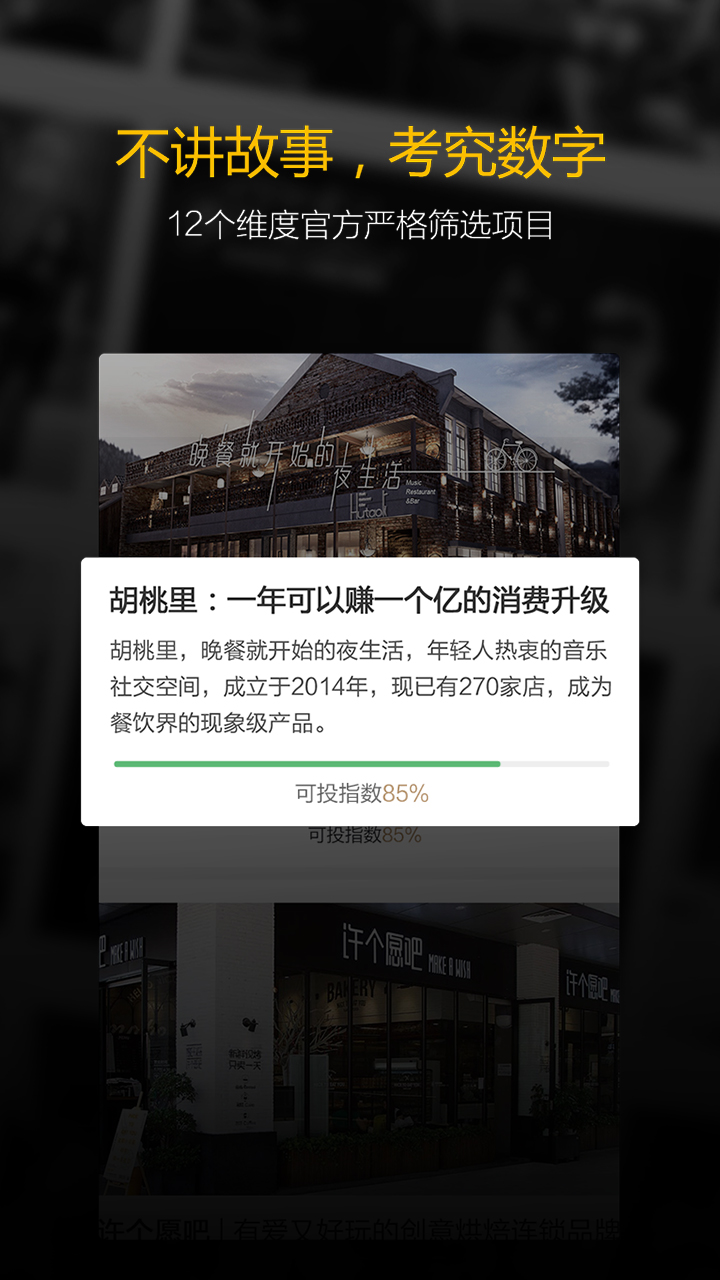 不讲故事，考究数字
12个维度官方严格筛选项目
晚餐就开始的
夜生活
Music
Restaurant
&Bar
Hutaoli
胡桃里：一年可以赚一个亿的消费升级
胡桃里，晚餐就开始的夜生活，年轻人热衷的音乐
社交空间，成立于2014年，现已有270家店，成为
餐饮界的现象级产品。
可投指数85%
可投指数85%
吧 MAKE A WISH
许个愿吧 MAKE A WISH
许个愿吧
BAKERY
只卖一天
许个愿吧 | 有爱又好玩的创意烘焙连锁品牌